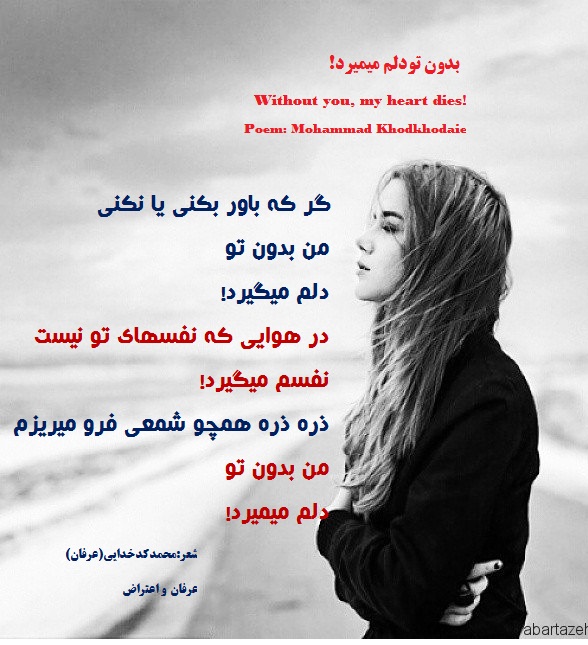 بدون تودلم میمیرد!
Without you, my heart dies!
Poem: Mohammad Khodkhodaie
گر که باور بکنی یا نکنی
من بدون تو
دلم میگیرد!
در هوایی که نفسهای تو نیست
نفسم میگیرد!
ذره ذره همچو شمعی فرو میریزم
من بدون تو
دلم میمیرد!
شعر:محمدکدخدایی(عرفان)
عرفان و اعتراض
abartazeh